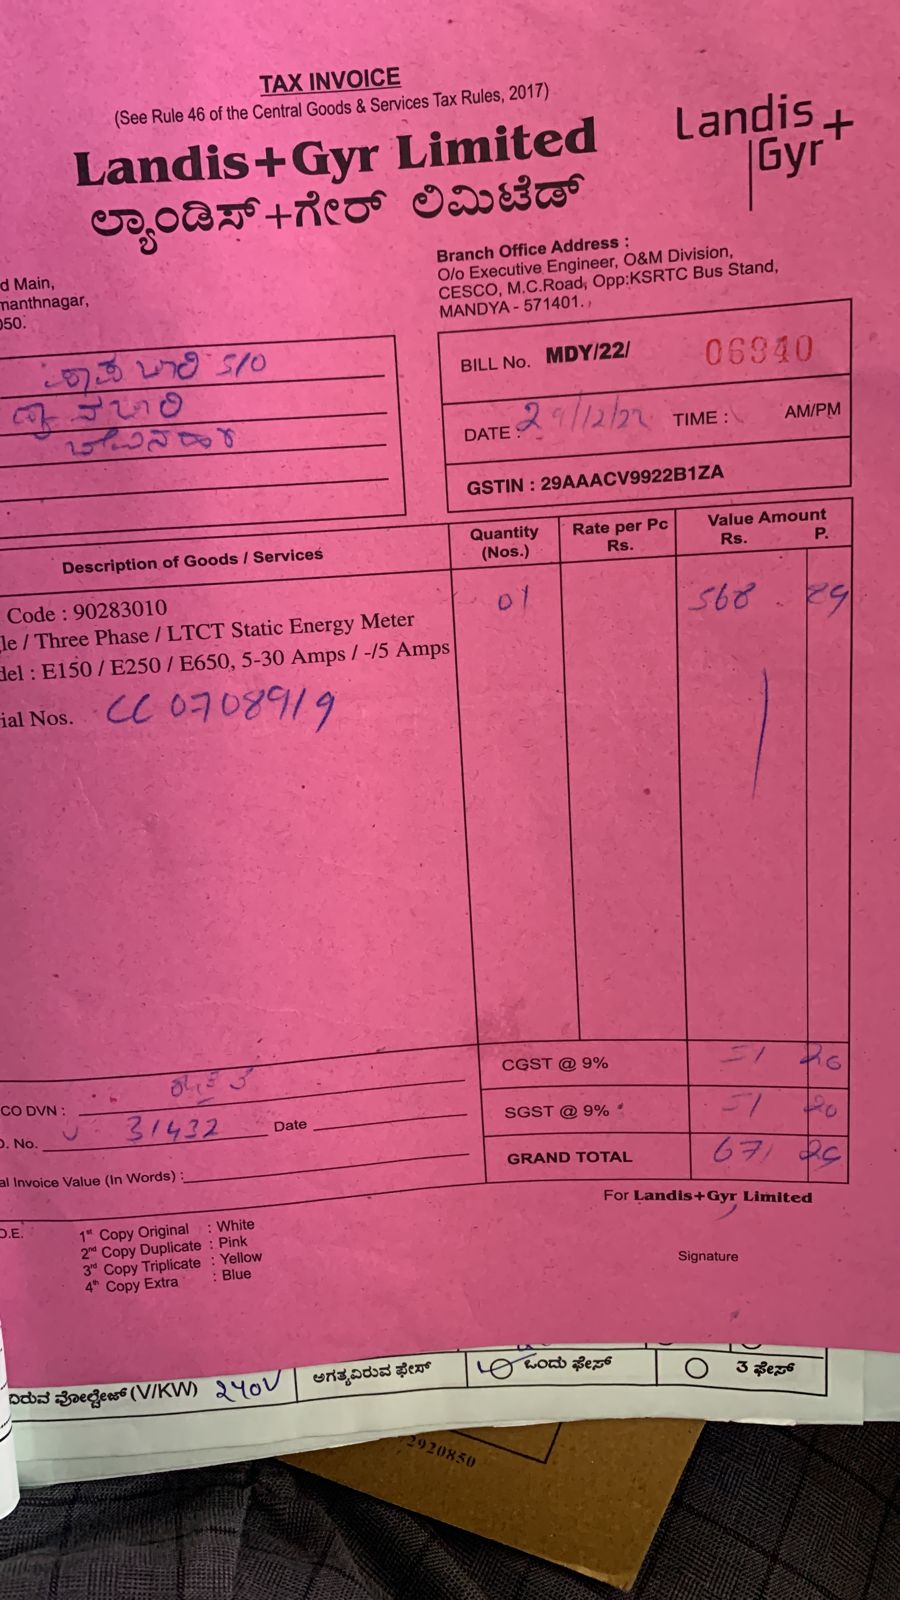 TAX INVOICE
(See Rule 46 of the Central Goods & Services Tax Rules, 2017)
Landis+Gyr Limited
ಲ್ಯಾಂಡಿಸ್+ಗೇರ್ ಲಿಮಿಟೆಡ್
Landis+Gyr
d Main,
manthnagar,
050.
Branch Office Address :
O/o Executive Engineer, O&M Division,
CESCO, M.C.Road, Opp:KSRTC Bus Stand,
MANDYA - 571401.
S/O
BILL No. MDY/22/ 06940
DATE : 29/12/22 TIME : AM/PM
GSTIN : 29AAACV9922B1ZA
Description of Goods / Services Quantity (Nos.) Rate per Pc Rs. Value Amount Rs. P.
Code : 90283010 01 568 89
le / Three Phase / LTCT Static Energy Meter
del : E150 / E250 / E650, 5-30 Amps / -/5 Amps
ial Nos. CC0708919
CGST @ 9% 51 20
CO DVN :
SGST @ 9% 51 20
O. No. 31432 Date
GRAND TOTAL 671 29
al Invoice Value (In Words) :
For Landis+Gyr Limited
O.E.
1st Copy Original : White
2nd Copy Duplicate : Pink
3rd Copy Triplicate : Yellow
4th Copy Extra : Blue
Signature
ವಿರುವ ವೋಲ್ಟೇಜ್ (V/KW) 240V ಅಗತ್ಯವಿರುವ ಫೇಸ್ ಒಂದು ಫೇಸ್ 3 ಫೇಸ್
2920850